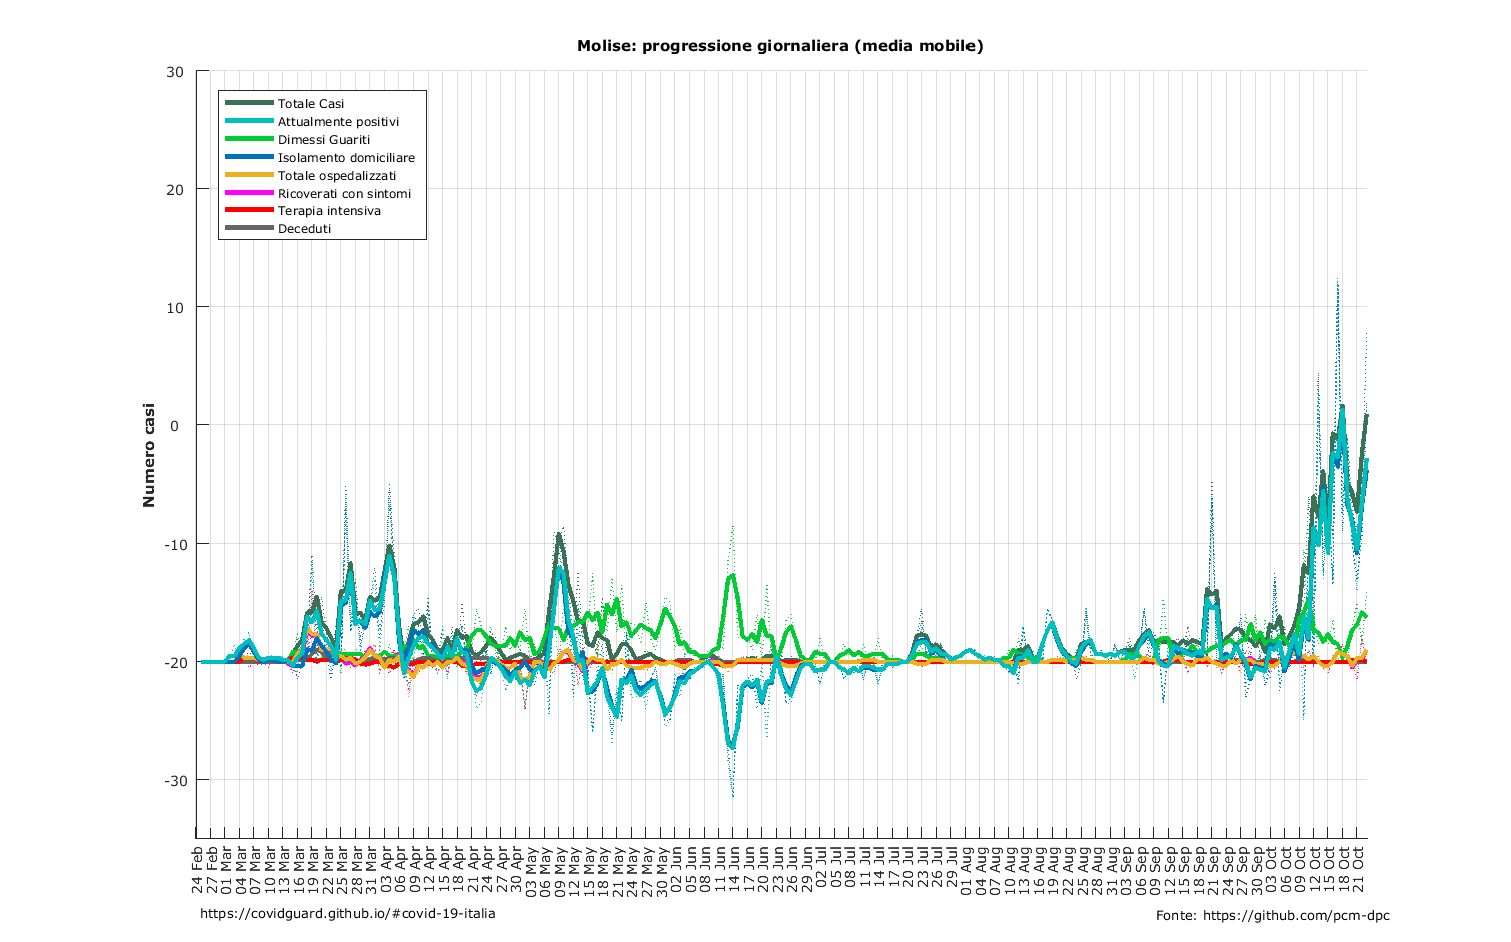 Molise: progressione giornaliera (media mobile)
30
20
10
0
-10
-20
-30
Numero casi
Totale Casi
Attualmente positivi
Dimessi Guariti
Isolamento domiciliare
Totale ospedalizzati
Ricoverati con sintomi
Terapia intensiva
Deceduti
24 Feb
27 Feb
01 Mar
04 Mar
07 Mar
10 Mar
13 Mar
16 Mar
19 Mar
22 Mar
25 Mar
28 Mar
31 Mar
03 Apr
06 Apr
09 Apr
12 Apr
15 Apr
18 Apr
21 Apr
24 Apr
27 Apr
30 Apr
03 May
06 May
09 May
12 May
15 May
18 May
21 May
24 May
27 May
30 May
02 Jun
05 Jun
08 Jun
11 Jun
14 Jun
17 Jun
20 Jun
23 Jun
26 Jun
29 Jun
02 Jul
05 Jul
08 Jul
11 Jul
14 Jul
17 Jul
20 Jul
23 Jul
26 Jul
29 Jul
01 Aug
04 Aug
07 Aug
10 Aug
13 Aug
16 Aug
19 Aug
22 Aug
25 Aug
28 Aug
31 Aug
03 Sep
06 Sep
09 Sep
12 Sep
15 Sep
18 Sep
21 Sep
24 Sep
27 Sep
30 Sep
03 Oct
06 Oct
09 Oct
12 Oct
15 Oct
18 Oct
21 Oct
https://covidguard.github.io/#covid-19-italia
Fonte: https://github.com/pcm-dpc